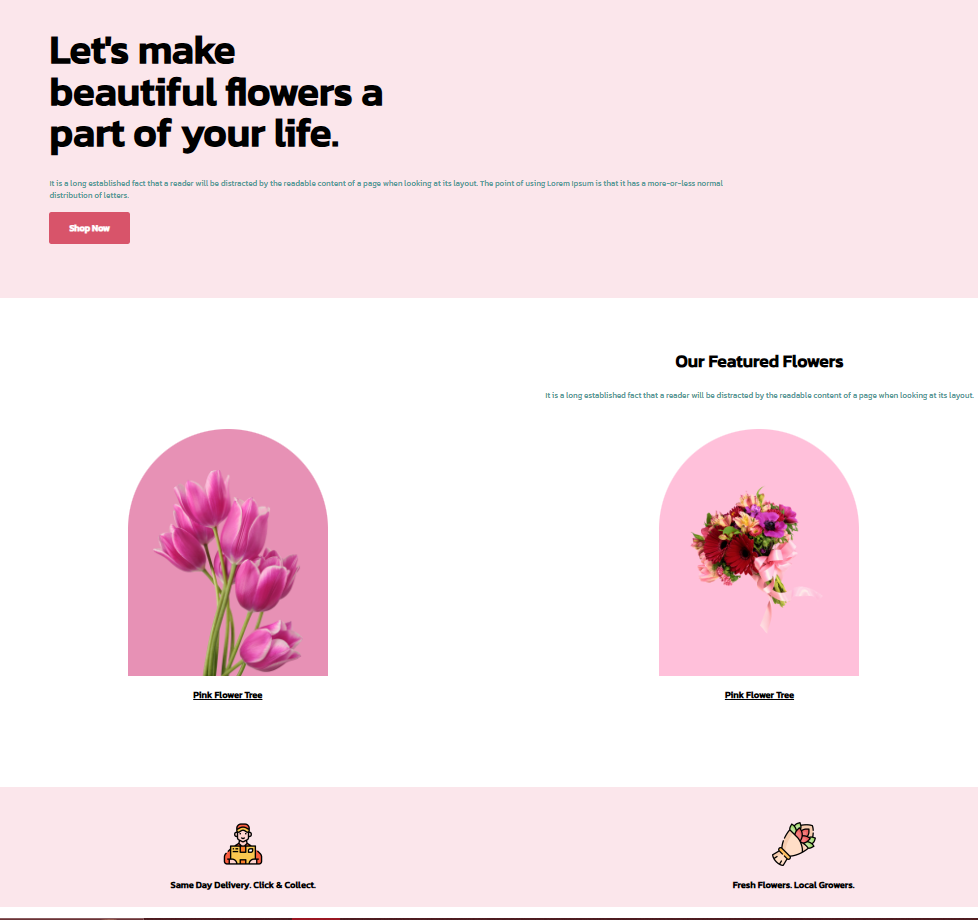 Let's make
beautiful flowers a
part of your life.
It is a long established fact that a reader will be distracted by the readable content of a page when looking at its layout. The point of using Lorem Ipsum is that it has a more-or-less normal
distribution of letters.
Shop Now
Our Featured Flowers
It is a long established fact that a reader will be distracted by the readable content of a page when looking at its layout.
Pink Flower Tree
Pink Flower Tree
Same Day Delivery. Click & Collect.
Fresh Flowers. Local Growers.